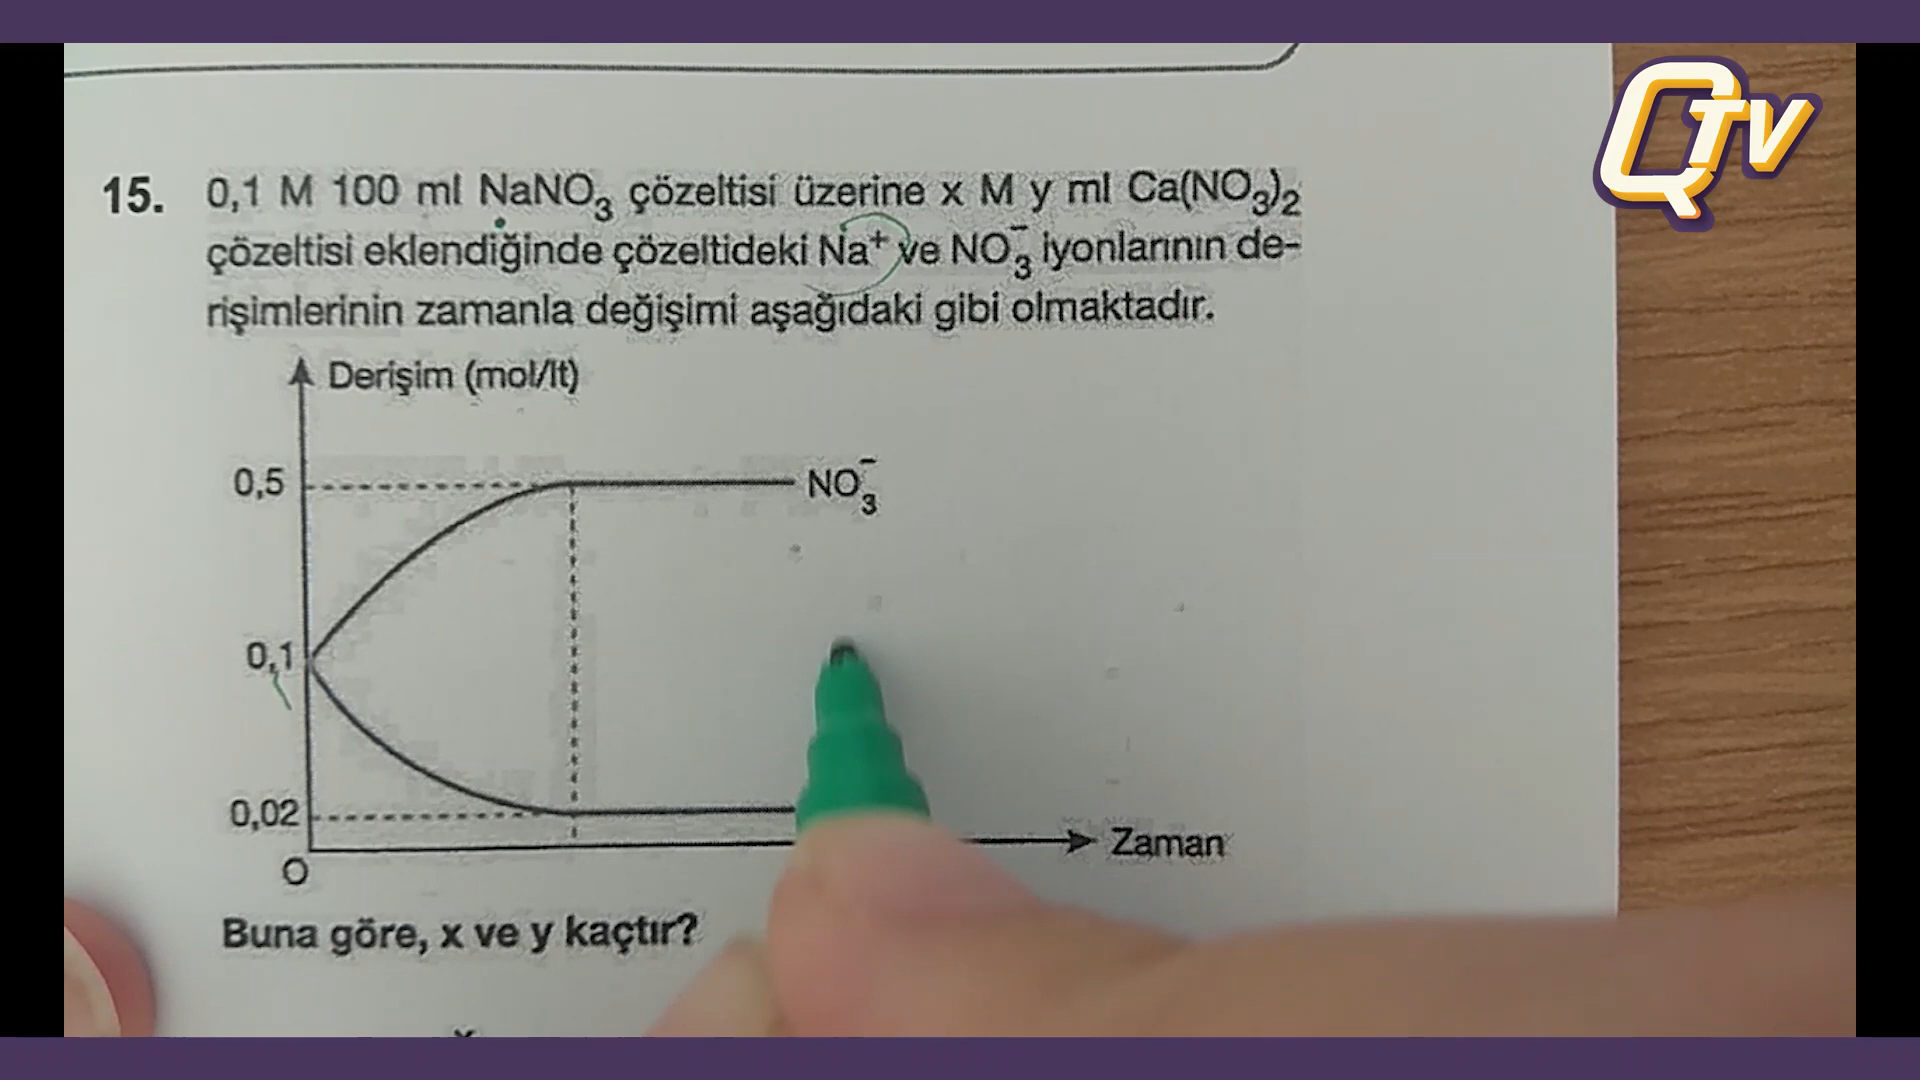 QTV
15. 0,1 M 100 ml NaNO₃ çözeltisi üzerine x M y ml Ca(NO₃)₂
çözeltisi eklendiğinde çözeltideki Na⁺ ve NO₃⁻ iyonlarının de-
rişimlerinin zamanla değişimi aşağıdaki gibi olmaktadır.
Derişim (mol/lt)
0,5
NO₃⁻
0,1
0,02
O
Zaman
Buna göre, x ve y kaçtır?